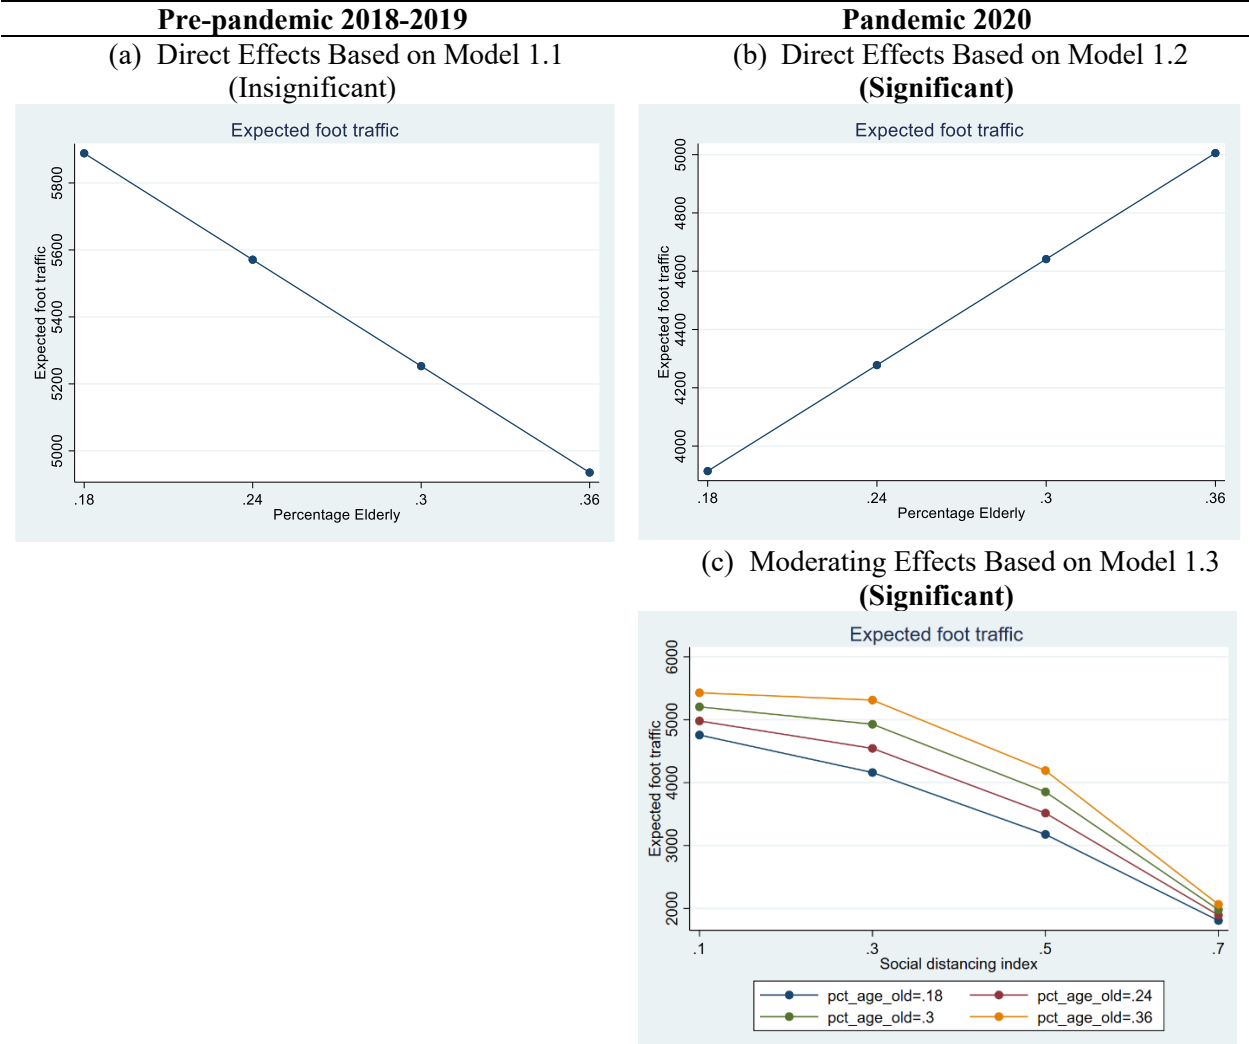 Pre-pandemic 2018-2019
Pandemic 2020
(a) Direct Effects Based on Model 1.1
(Insignificant)
(b) Direct Effects Based on Model 1.2
(Significant)
Expected foot traffic
Expected foot traffic
5800
5600
5400
5200
5000
.18
.24
.3
.36
Percentage Elderly
Expected foot traffic
Expected foot traffic
5000
4800
4600
4400
4200
4000
.18
.24
.3
.36
Percentage Elderly
(c) Moderating Effects Based on Model 1.3
(Significant)
Expected foot traffic
Expected foot traffic
6000
5000
4000
3000
2000
.1
.3
.5
.7
Social distancing index
pct_age_old=.18
pct_age_old=.24
pct_age_old=.3
pct_age_old=.36